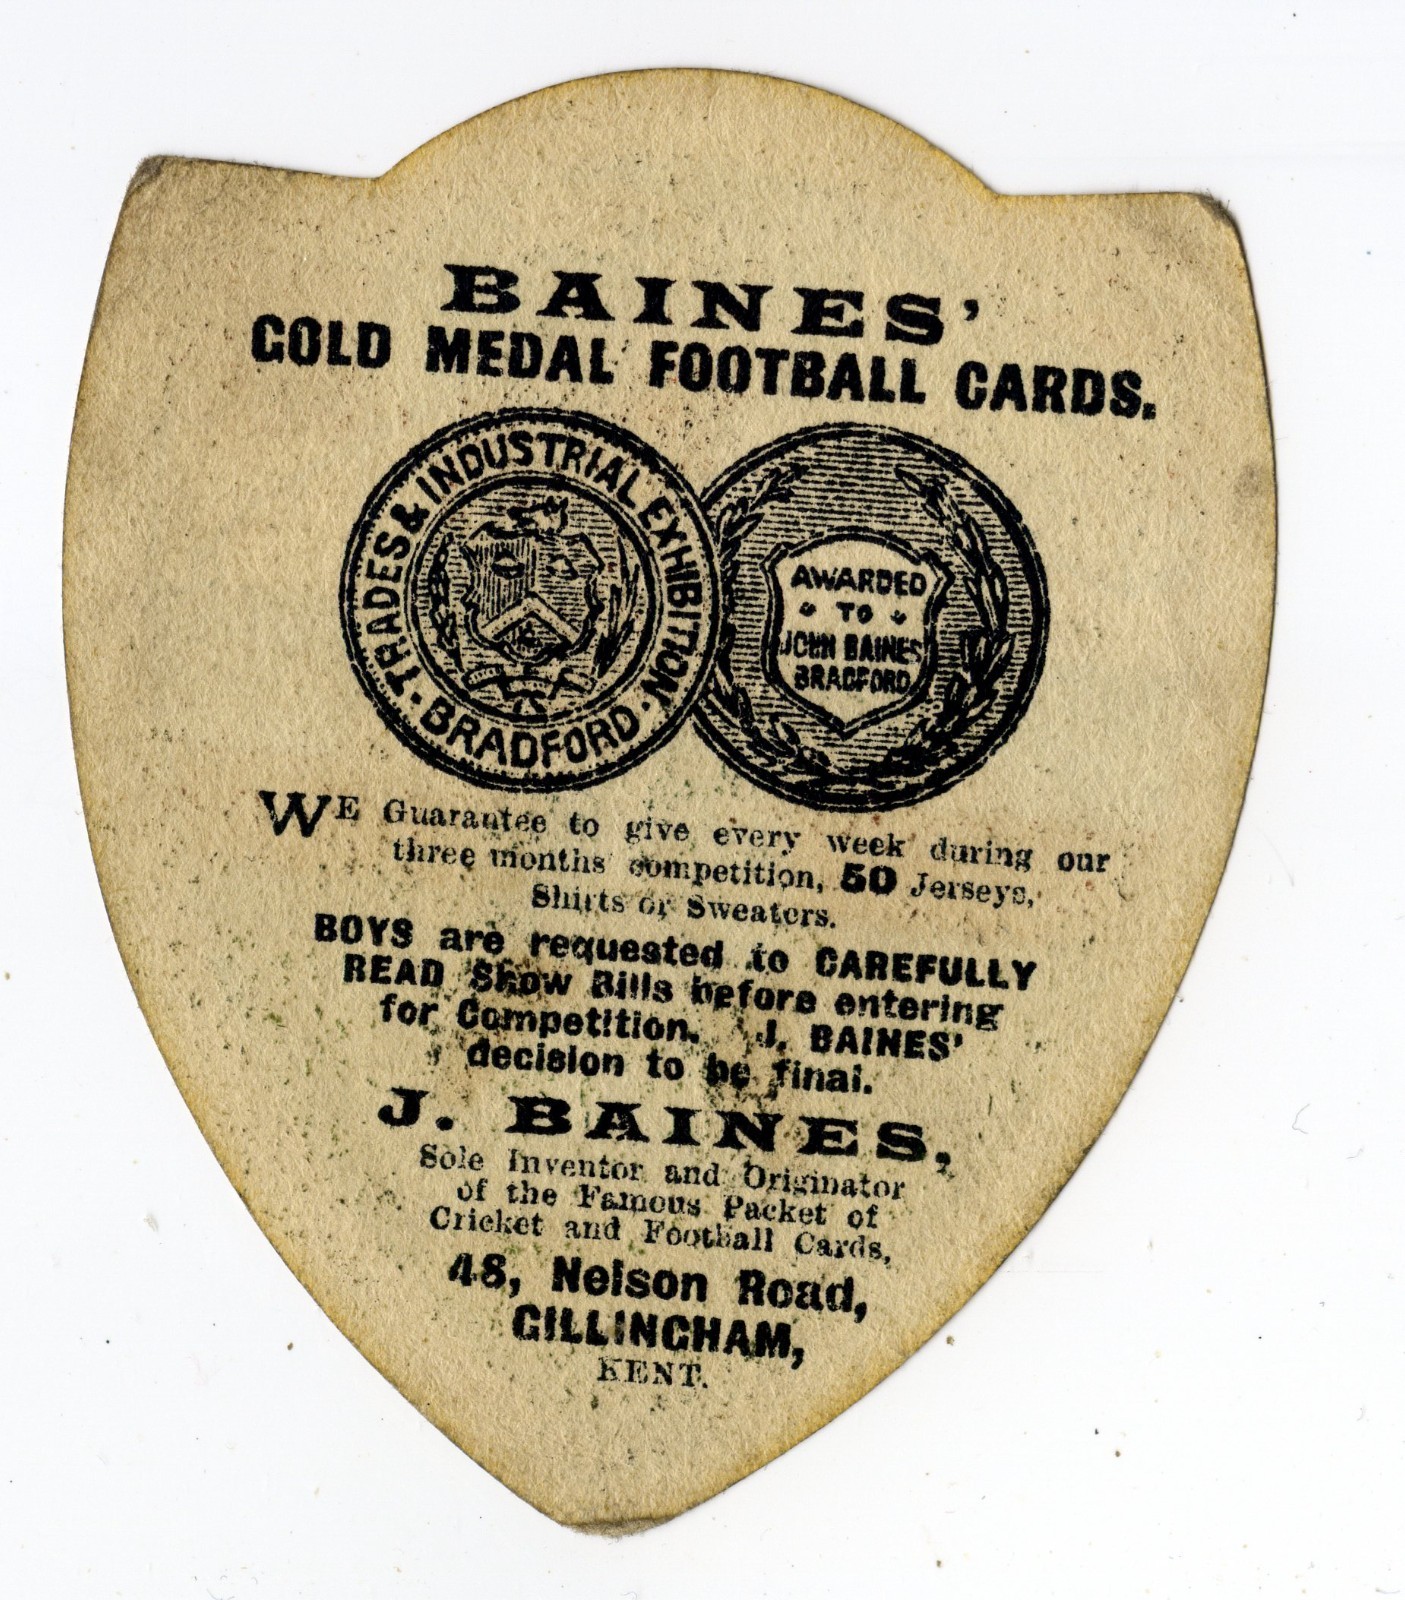 BAINES'
GOLD MEDAL FOOTBALL CARDS.
TRADES & INDUSTRIAL EXHIBITION
· BRADFORD ·
AWARDED
TO
JOHN BAINES
BRADFORD
WE Guarantee to give every week during our
three months' competition, 50 Jerseys,
Shirts or Sweaters.
BOYS are requested to CAREFULLY
READ Show Bills before entering
for Competition. J. BAINES'
decision to be final.
J. BAINES,
Sole Inventor and Originator
of the Famous Packet of
Cricket and Football Cards,
48, Nelson Road,
GILLINGHAM,
KENT.